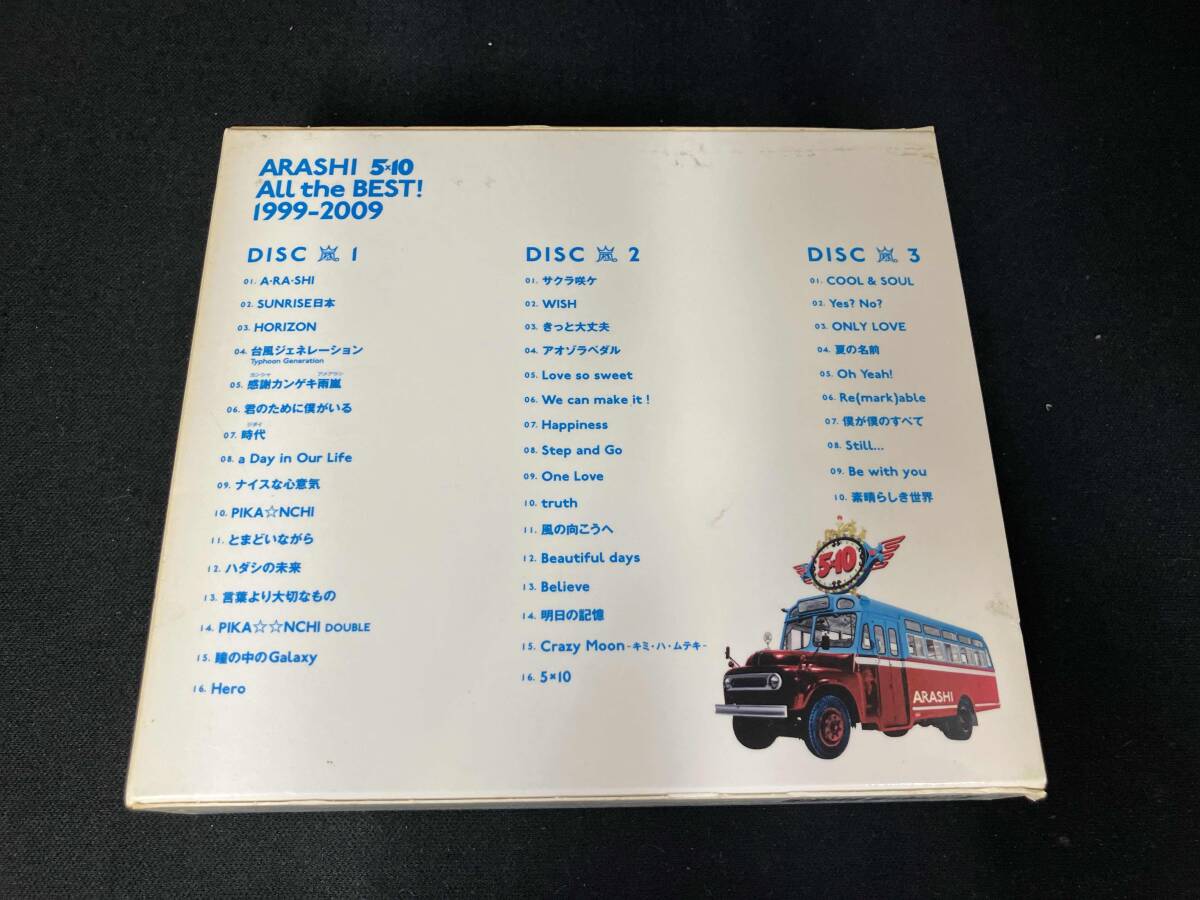 ARASHI 5×10
All the BEST!
1999-2009
DISC 嵐 1
01. A・RA・SHI
02. SUNRISE日本
03. HORIZON
04. 台風ジェネレーション
Typhoon Generation
カンシャ アメアラシ
05. 感謝カンゲキ雨嵐
06. 君のために僕がいる
ジダイ
07. 時代
08. a Day in Our Life
09. ナイスな心意気
10. PIKA☆NCHI
11. とまどいながら
12. ハダシの未来
13. 言葉より大切なもの
14. PIKA☆☆NCHI DOUBLE
15. 瞳の中のGalaxy
16. Hero
DISC 嵐 2
01. サクラ咲ケ
02. WISH
03. きっと大丈夫
04. アオゾラペダル
05. Love so sweet
06. We can make it !
07. Happiness
08. Step and Go
09. One Love
10. truth
11. 風の向こうへ
12. Beautiful days
13. Believe
14. 明日の記憶
15. Crazy Moon -キミ・ハ・ムテキ-
16. 5×10
DISC 嵐 3
01. COOL & SOUL
02. Yes? No?
03. ONLY LOVE
04. 夏の名前
05. Oh Yeah!
06. Re(mark)able
07. 僕が僕のすべて
08. Still...
09. Be with you
10. 素晴らしき世界
5×10
ARASHI